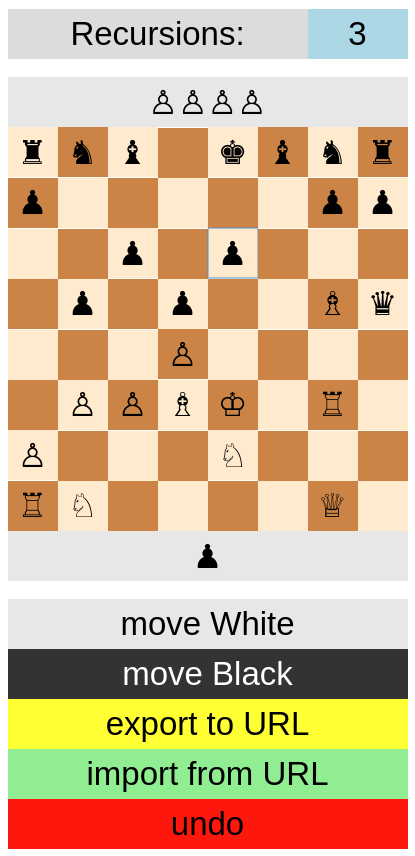 Recursions: 3
move White
move Black
export to URL
import from URL
undo